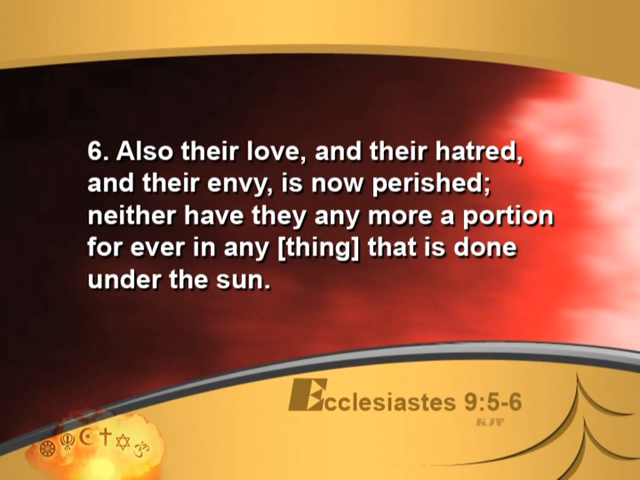 6. Also their love, and their hatred,
and their envy, is now perished;
neither have they any more a portion
for ever in any [thing] that is done
under the sun.
Ecclesiastes 9:5-6
KJV